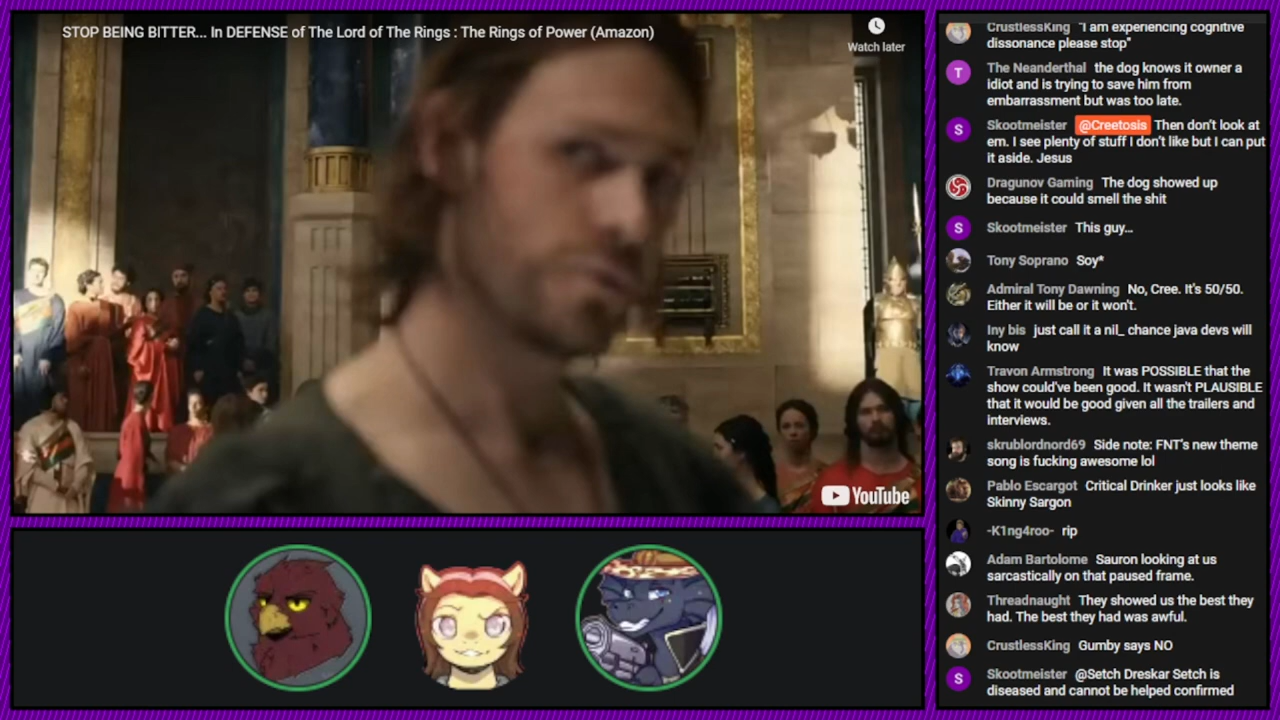 STOP BEING BITTER... In DEFENSE of The Lord of The Rings : The Rings of Power (Amazon)
Watch later
YouTube
CrustlessKing "I am experiencing cognitive
dissonance please stop"
T
The Neanderthal the dog knows it owner a
idiot and is trying to save him from
embarrassment but was too late.
S
Skootmeister @Creetosis Then don't look at
em. I see plenty of stuff I don't like but I can put
it aside. Jesus
Dragunov Gaming The dog showed up
because it could smell the shit
S
Skootmeister This guy...
Tony Soprano Soy*
Admiral Tony Dawning No, Cree. It's 50/50.
Either it will be or it won't.
Iny bis just call it a nil_ chance java devs will
know
Travon Armstrong It was POSSIBLE that the
show could've been good. It wasn't PLAUSIBLE
that it would be good given all the trailers and
interviews.
skrublordnord69 Side note: FNT's new theme
song is fucking awesome lol
Pablo Escargot Critical Drinker just looks like
Skinny Sargon
-K1ng4roo- rip
Adam Bartolome Sauron looking at us
sarcastically on that paused frame.
Threadnaught They showed us the best they
had. The best they had was awful.
CrustlessKing Gumby says NO
S
Skootmeister @Setch Dreskar Setch is
diseased and cannot be helped confirmed